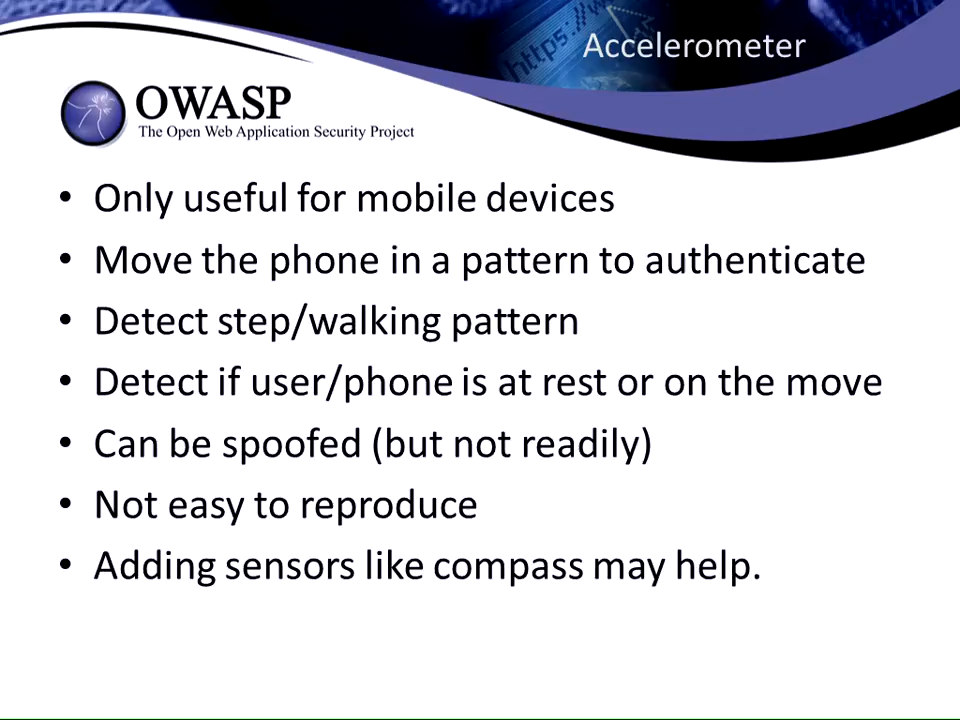 https://w
Accelerometer
OWASP
The Open Web Application Security Project
• Only useful for mobile devices
• Move the phone in a pattern to authenticate
• Detect step/walking pattern
• Detect if user/phone is at rest or on the move
• Can be spoofed (but not readily)
• Not easy to reproduce
• Adding sensors like compass may help.